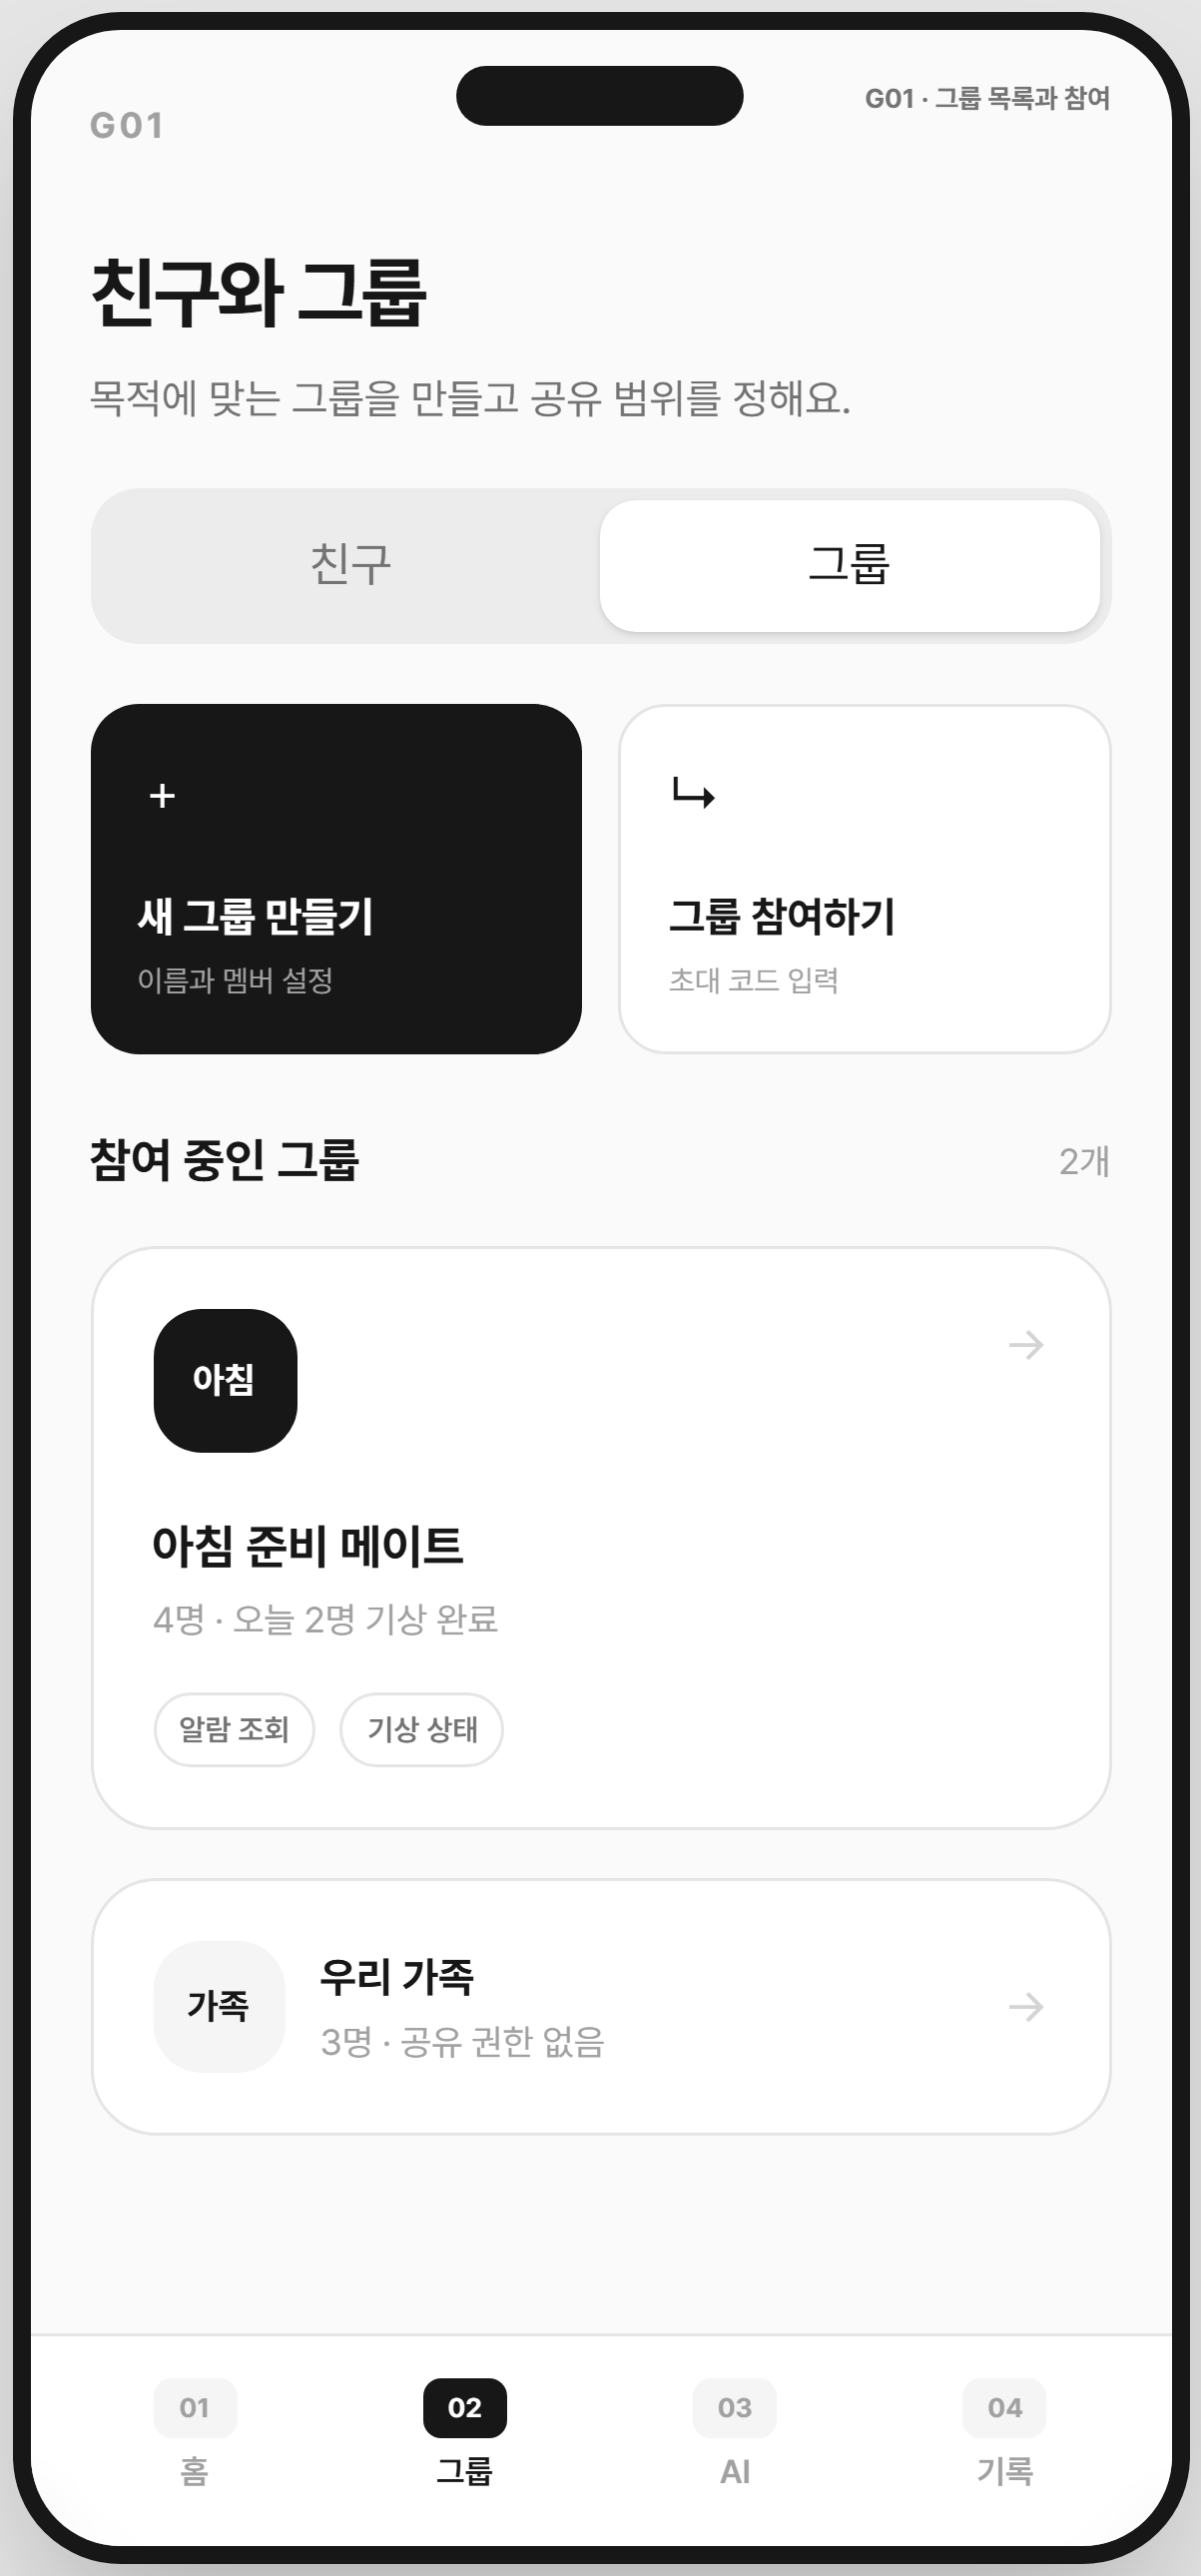 G01
G01 · 그룹 목록과 참여
친구와 그룹
목적에 맞는 그룹을 만들고 공유 범위를 정해요.
친구
그룹
+
새 그룹 만들기
이름과 멤버 설정
그룹 참여하기
초대 코드 입력
참여 중인 그룹
2개
아침
아침 준비 메이트
4명 · 오늘 2명 기상 완료
알람 조회
기상 상태
가족
우리 가족
3명 · 공유 권한 없음
01
홈
02
그룹
03
AI
04
기록